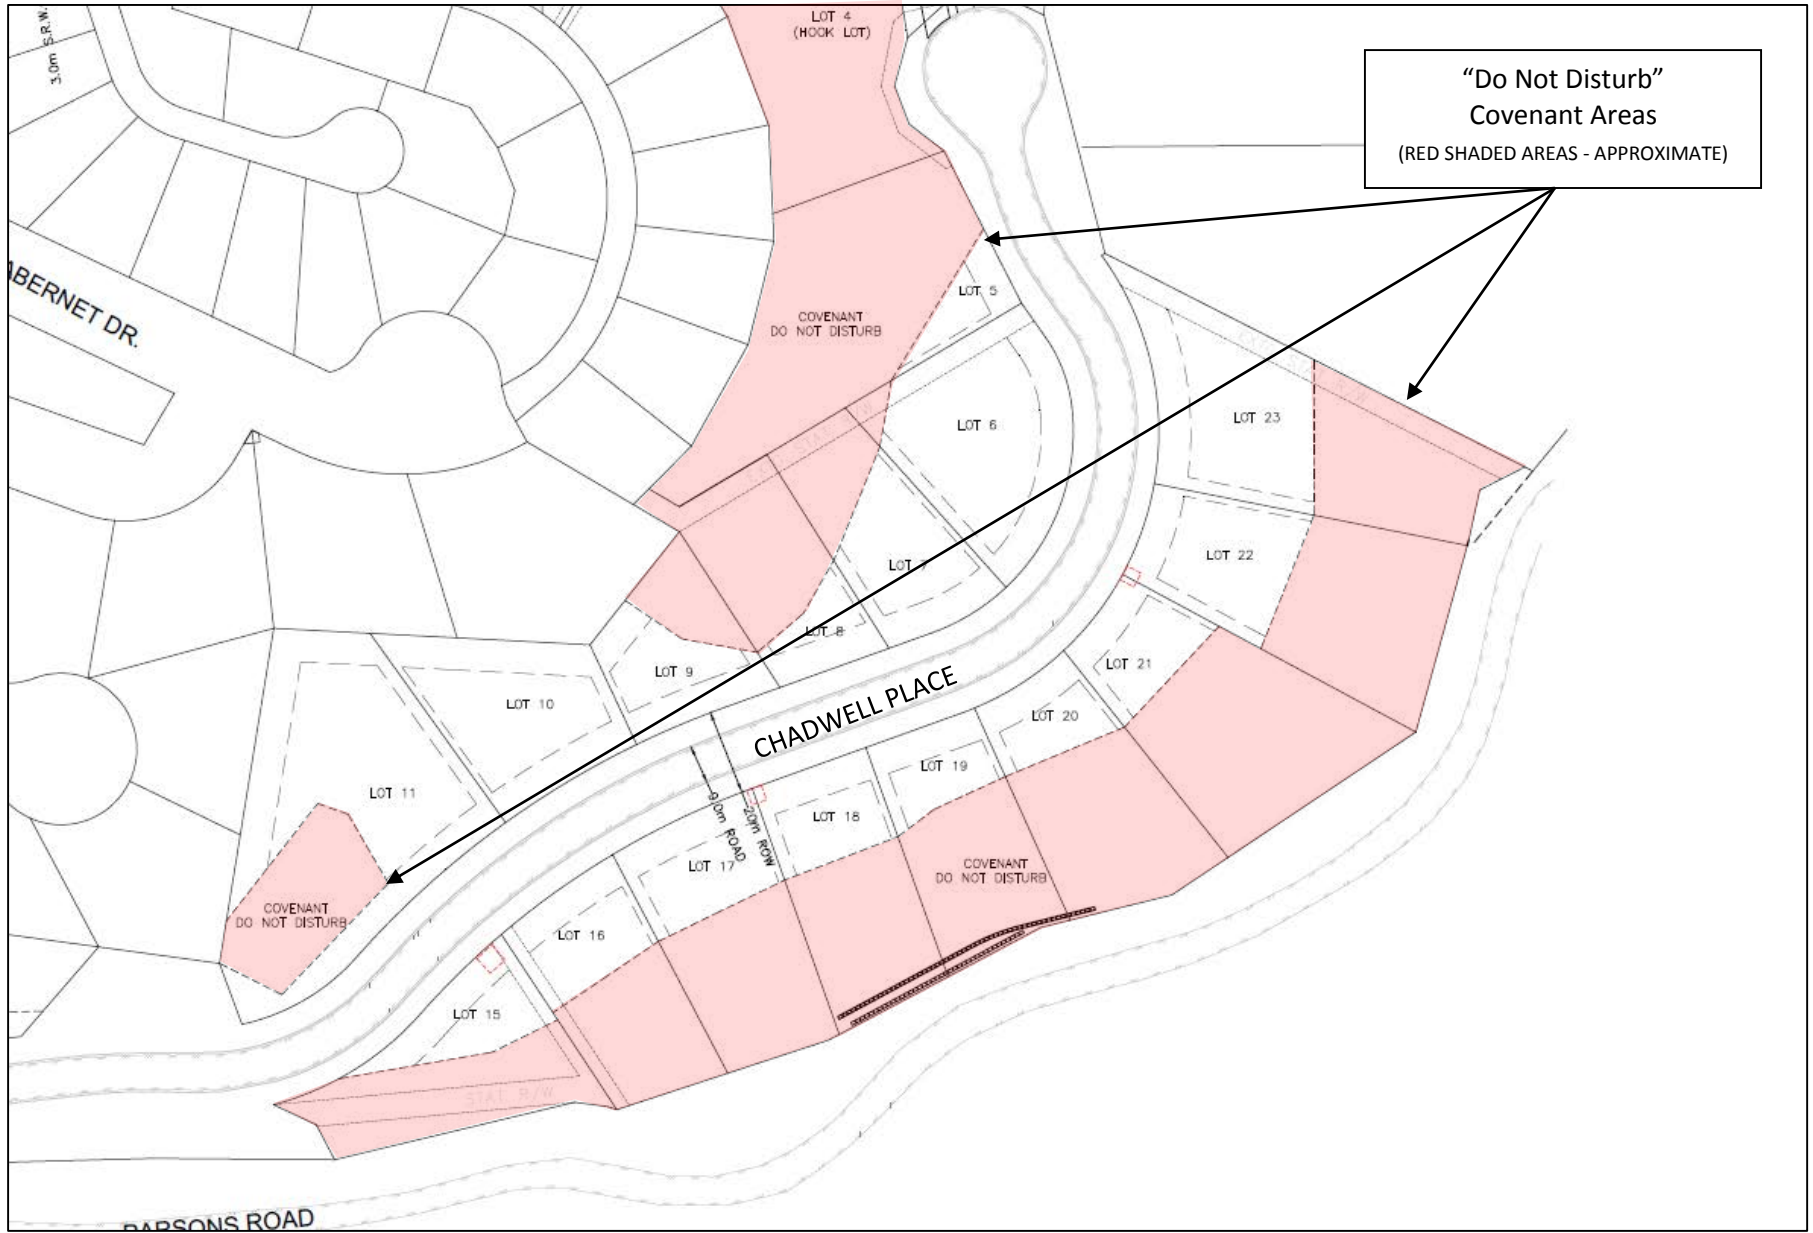 LOT 4
(HOOK LOT)
3.0m S.R.W.
“Do Not Disturb”
Covenant Areas
(RED SHADED AREAS - APPROXIMATE)
ABERNET DR.
LOT 5
COVENANT
DO NOT DISTURB
LOT 6
LOT 23
LOT 22
LOT 7
LOT 8
LOT 9
LOT 21
LOT 10
CHADWELL PLACE
LOT 20
LOT 19
LOT 11
LOT 18
9.0m ROAD
20m ROW
LOT 17
COVENANT
DO NOT DISTURB
COVENANT
DO NOT DISTURB
LOT 16
LOT 15
STAT. R/W
PARSONS ROAD